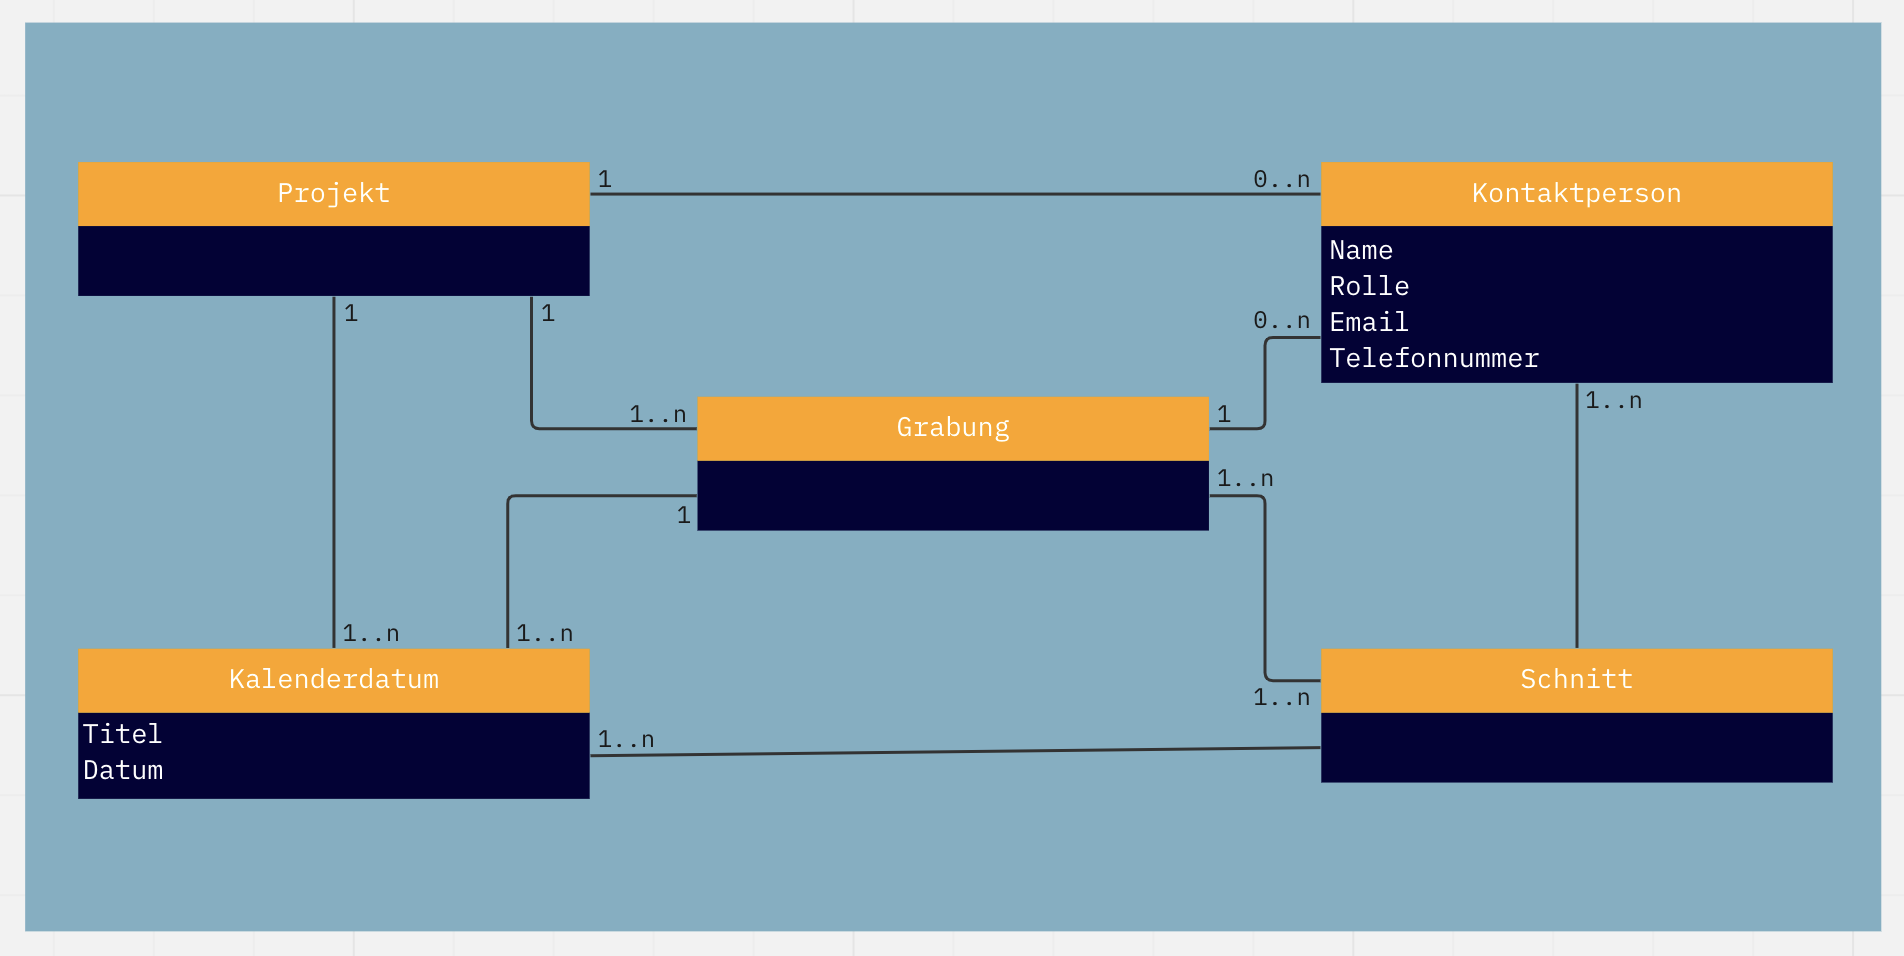 Projekt
1
0..n
Kontaktperson
Name
Rolle
Email
Telefonnummer
1
1
0..n
1..n
1..n
Grabung
1
1..n
1
1..n
1..n
Kalenderdatum
Titel
Datum
1..n
1..n
Schnitt